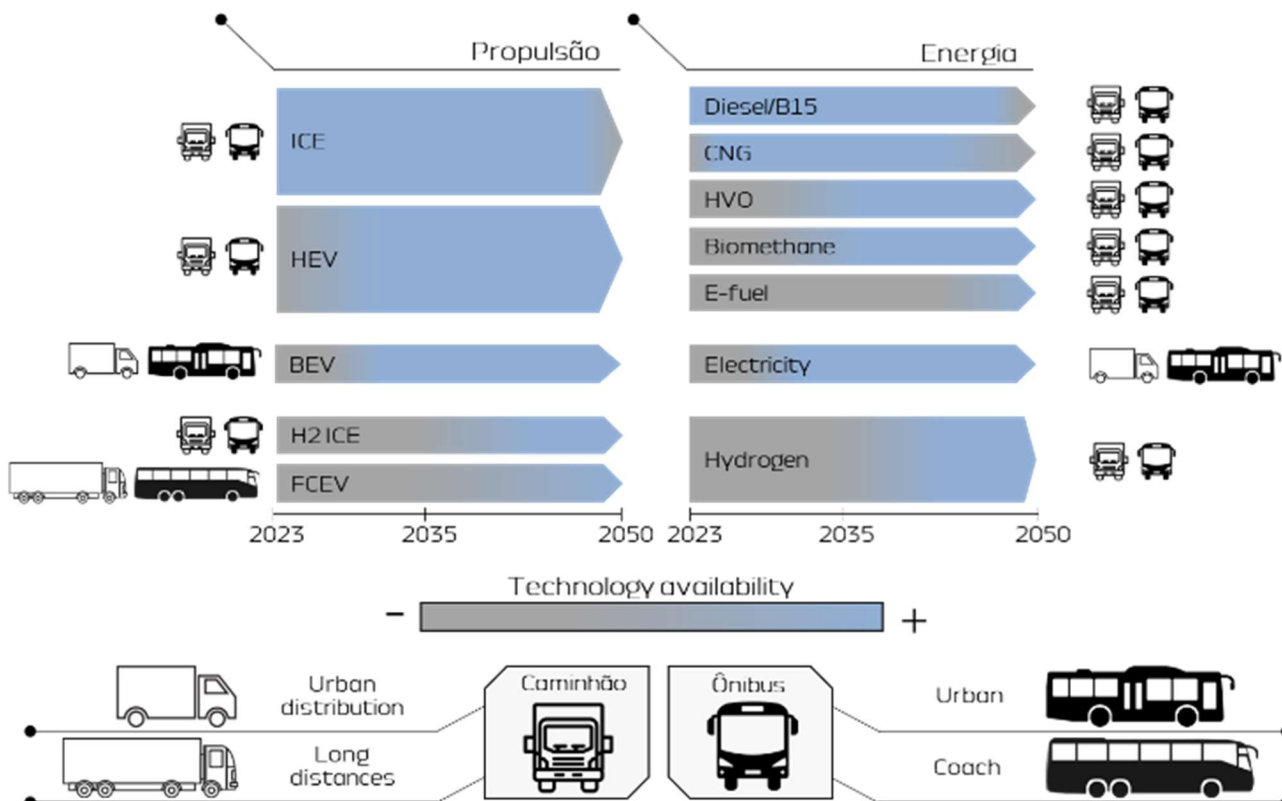 Propulsão
ICE
HEV
BEV
H2 ICE
FCEV
2023 2035 2050
Energia
Diesel/B15
CNG
HVO
Biomethane
E-fuel
Electricity
Hydrogen
2023 2035 2050
Technology availability
- +
Urban
distribution
Long
distances
Caminhão
Ônibus
Urban
Coach